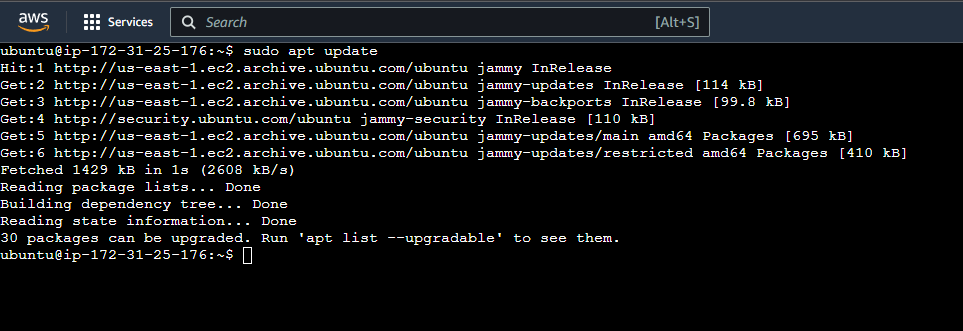 aws
Services
Search
[Alt+S]
ubuntu@ip-172-31-25-176:~$ sudo apt update
Hit:1 http://us-east-1.ec2.archive.ubuntu.com/ubuntu jammy InRelease
Get:2 http://us-east-1.ec2.archive.ubuntu.com/ubuntu jammy-updates InRelease [114 kB]
Get:3 http://us-east-1.ec2.archive.ubuntu.com/ubuntu jammy-backports InRelease [99.8 kB]
Get:4 http://security.ubuntu.com/ubuntu jammy-security InRelease [110 kB]
Get:5 http://us-east-1.ec2.archive.ubuntu.com/ubuntu jammy-updates/main amd64 Packages [695 kB]
Get:6 http://us-east-1.ec2.archive.ubuntu.com/ubuntu jammy-updates/restricted amd64 Packages [410 kB]
Fetched 1429 kB in 1s (2608 kB/s)
Reading package lists... Done
Building dependency tree... Done
Reading state information... Done
30 packages can be upgraded. Run 'apt list --upgradable' to see them.
ubuntu@ip-172-31-25-176:~$